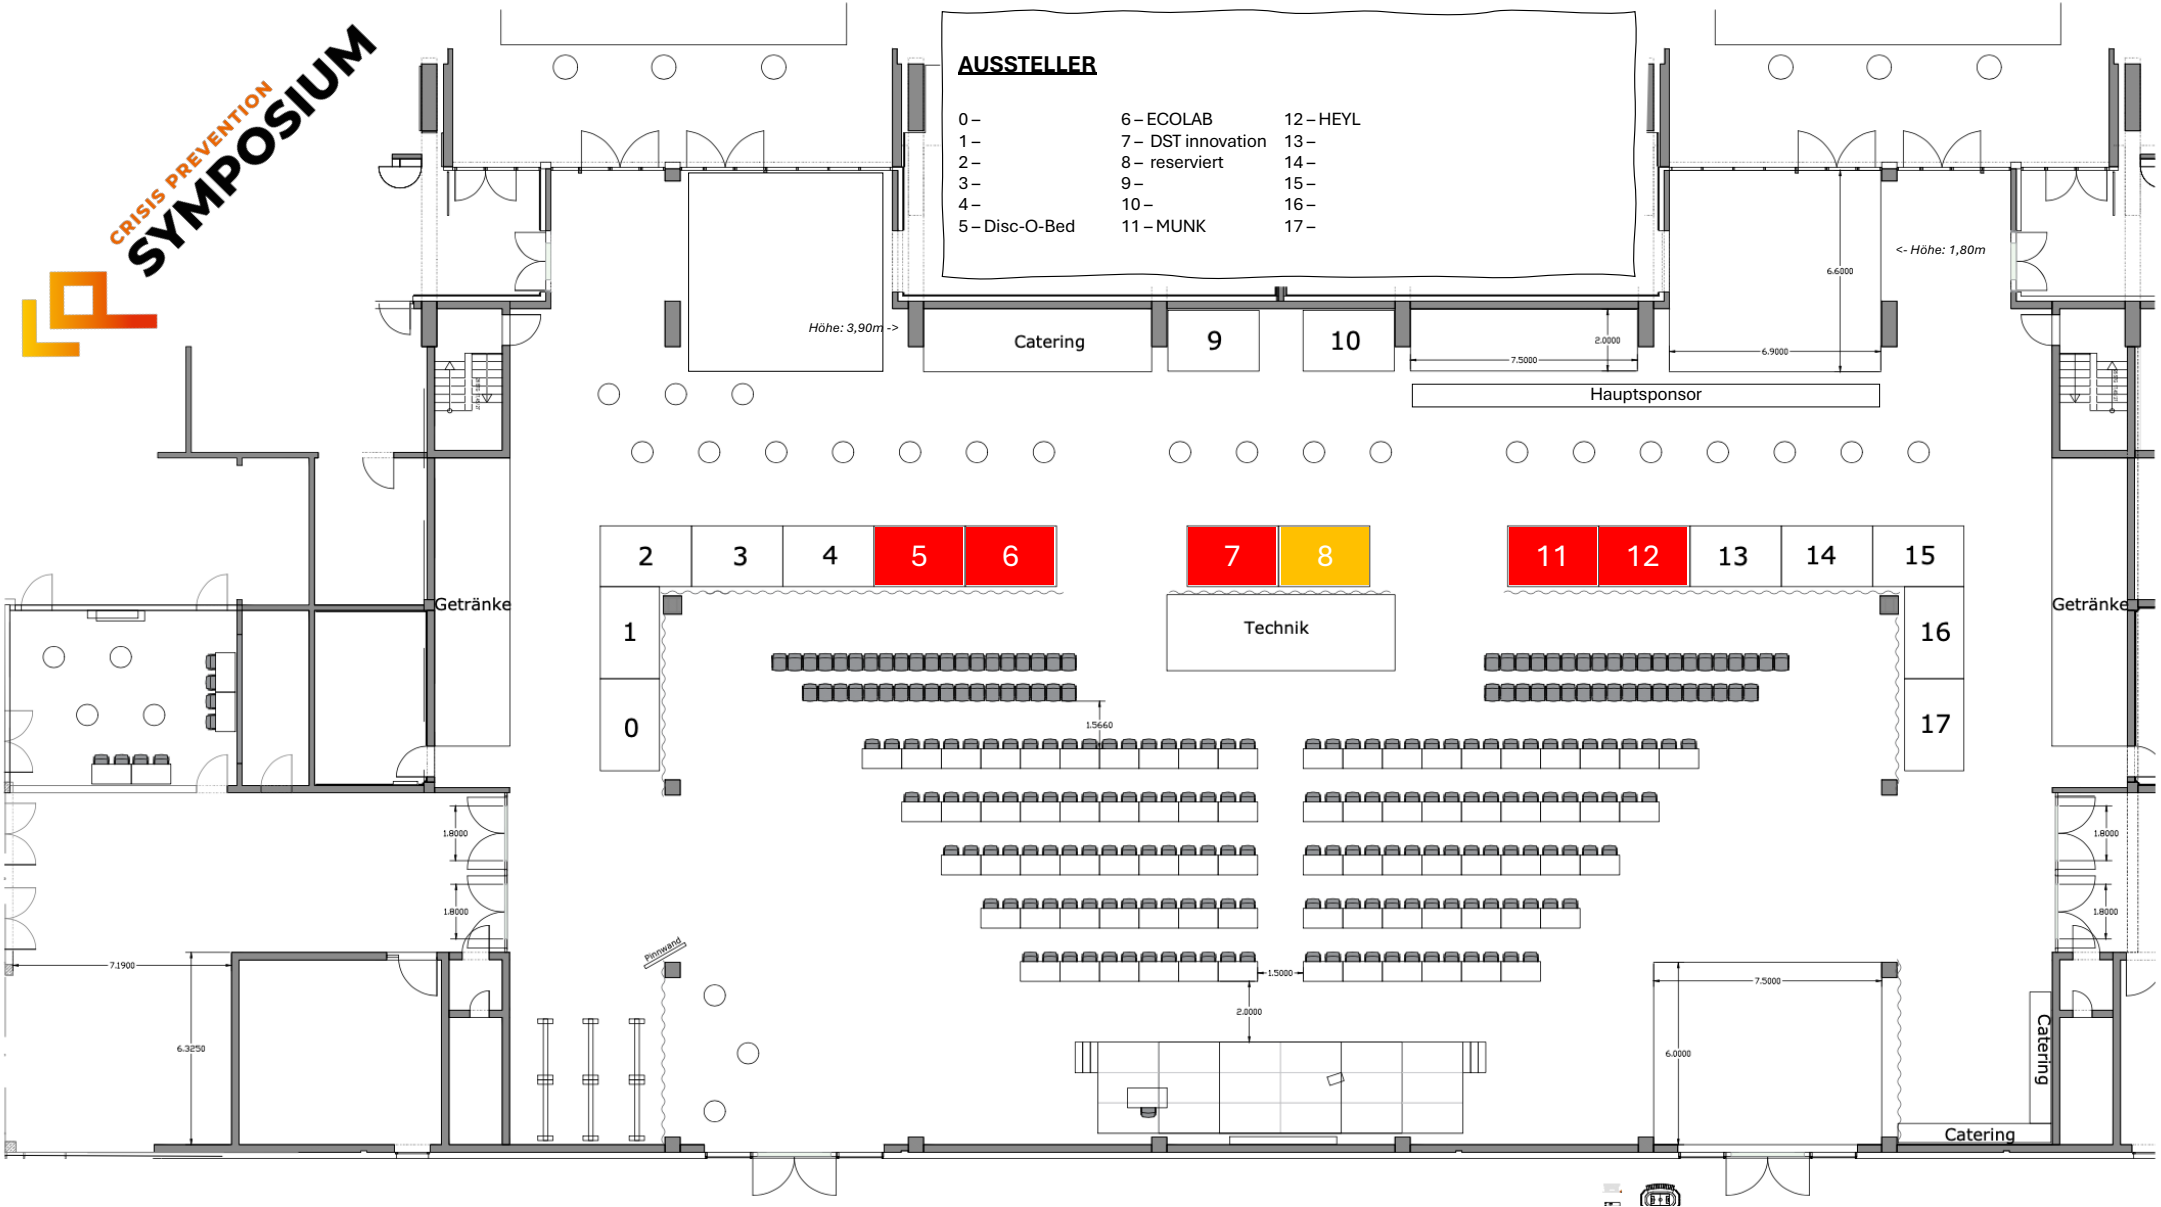 CRISIS PREVENTION
SYMPOSIUM
AUSSTELLER
0 –
1 –
2 –
3 –
4 –
5 – Disc-O-Bed
6 – ECOLAB
7 – DST innovation
8 – reserviert
9 –
10 –
11 – MUNK
12 – HEYL
13 –
14 –
15 –
16 –
17 –
<- Höhe: 1,80m
6.6000
Höhe: 3,90m ->
Catering
9
10
2.0000
7.5000
6.9000
Hauptsponsor
2
3
4
5
6
7
8
11
12
13
14
15
Getränke
Getränke
1
Technik
16
0
17
1.5660
1.8000
1.8000
1.8000
1.8000
Pinnwand
7.1900
1.5000
7.5000
2.0000
6.3250
6.0000
Catering
Catering